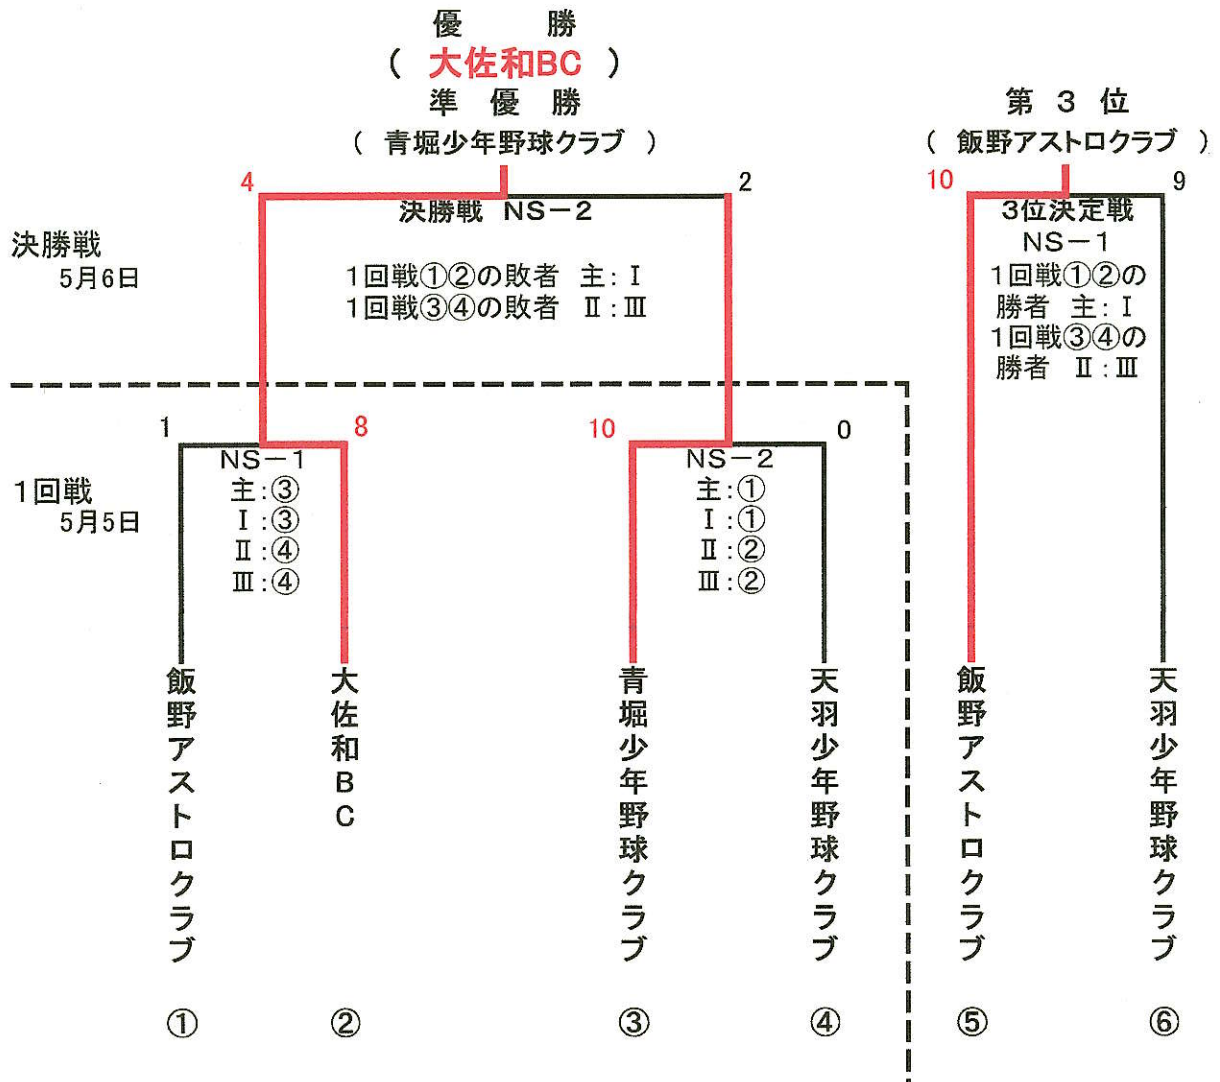 優 勝
( 大佐和BC )
準 優 勝
( 青堀少年野球クラブ )
第 3 位
( 飯野アストロクラブ )
4
2
10
9
決勝戦 NS-2
3位決定戦
NS-1
決勝戦
5月6日
1回戦①②の敗者 主:Ⅰ
1回戦③④の敗者 Ⅱ:Ⅲ
1回戦①②の
勝者 主:Ⅰ
1回戦③④の
勝者 Ⅱ:Ⅲ
1
8
10
0
1回戦
5月5日
NS-1
主:③
Ⅰ:③
Ⅱ:④
Ⅲ:④
NS-2
主:①
Ⅰ:①
Ⅱ:②
Ⅲ:②
飯野アストロクラブ
大佐和BC
青堀少年野球クラブ
天羽少年野球クラブ
飯野アストロクラブ
天羽少年野球クラブ
①
②
③
④
⑤
⑥